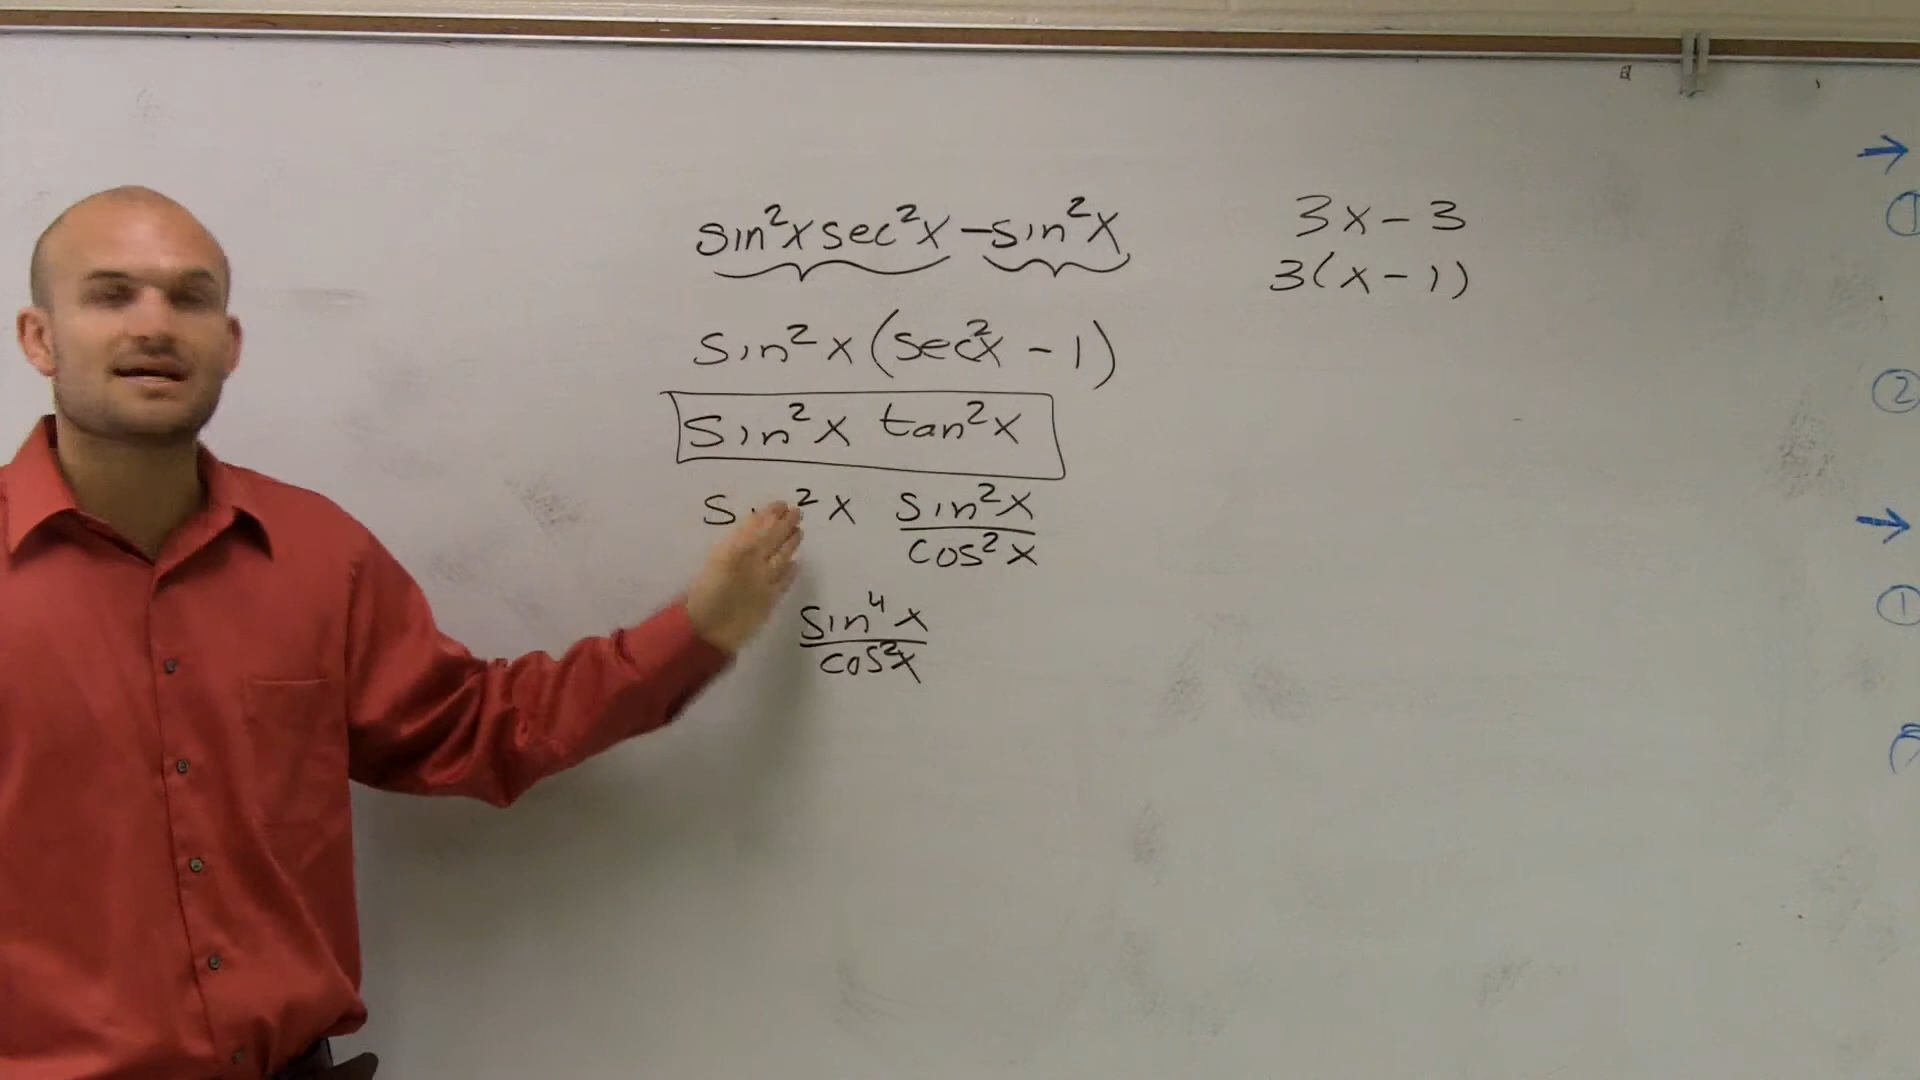 sin²x sec²x - sin²x
sin²x (sec²x - 1)
sin²x tan²x
sin²x sin²x/cos²x
sin⁴x/cos²x
3x - 3
3(x - 1)
→
①
②
→
①